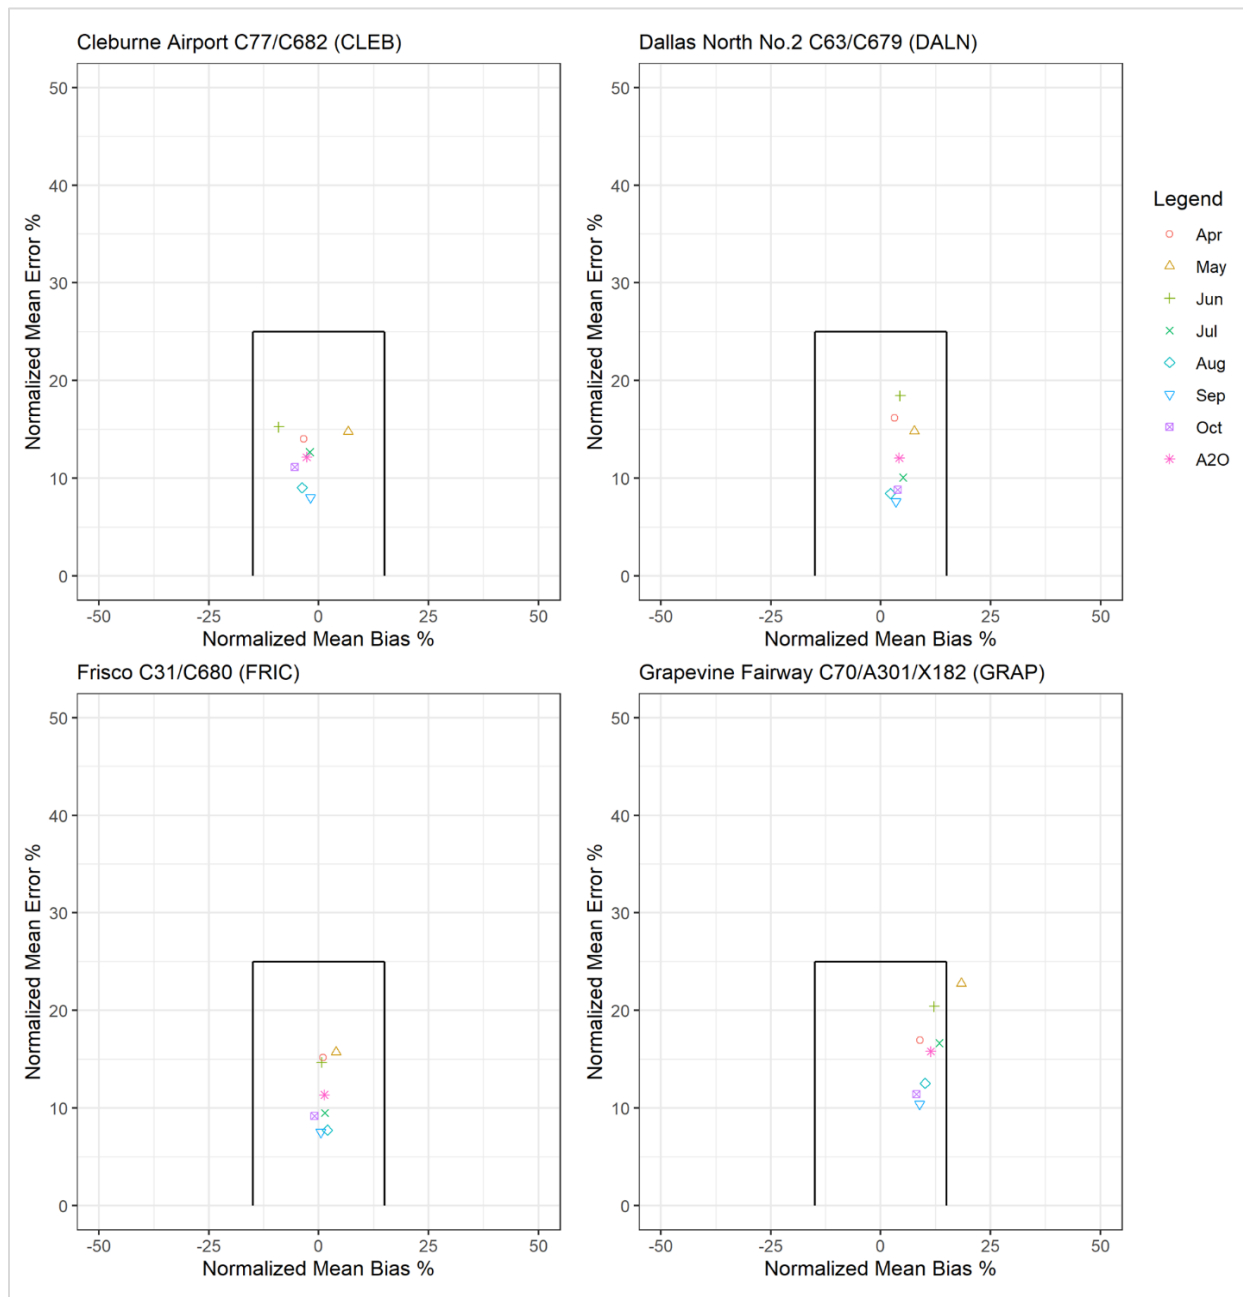 Cleburne Airport C77/C682 (CLEB)
50
40
30
20
10
0
Normalized Mean Error %
-50 -25 0 25 50
Normalized Mean Bias %
Dallas North No.2 C63/C679 (DALN)
50
40
30
20
10
0
Normalized Mean Error %
-50 -25 0 25 50
Normalized Mean Bias %
Legend
Apr
May
Jun
Jul
Aug
Sep
Oct
A2O
Frisco C31/C680 (FRIC)
50
40
30
20
10
0
Normalized Mean Error %
-50 -25 0 25 50
Normalized Mean Bias %
Grapevine Fairway C70/A301/X182 (GRAP)
50
40
30
20
10
0
Normalized Mean Error %
-50 -25 0 25 50
Normalized Mean Bias %